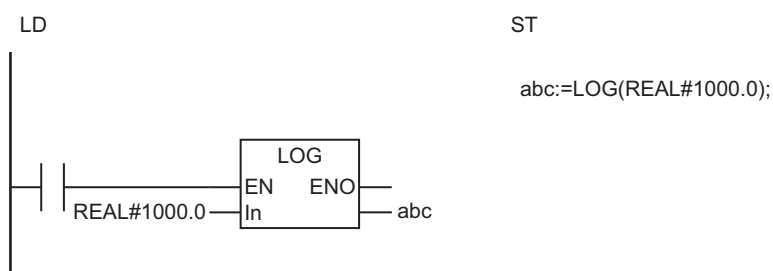 LD
ST
abc:=LOG(REAL#1000.0);
LOG
EN ENO
REAL#1000.0 In abc